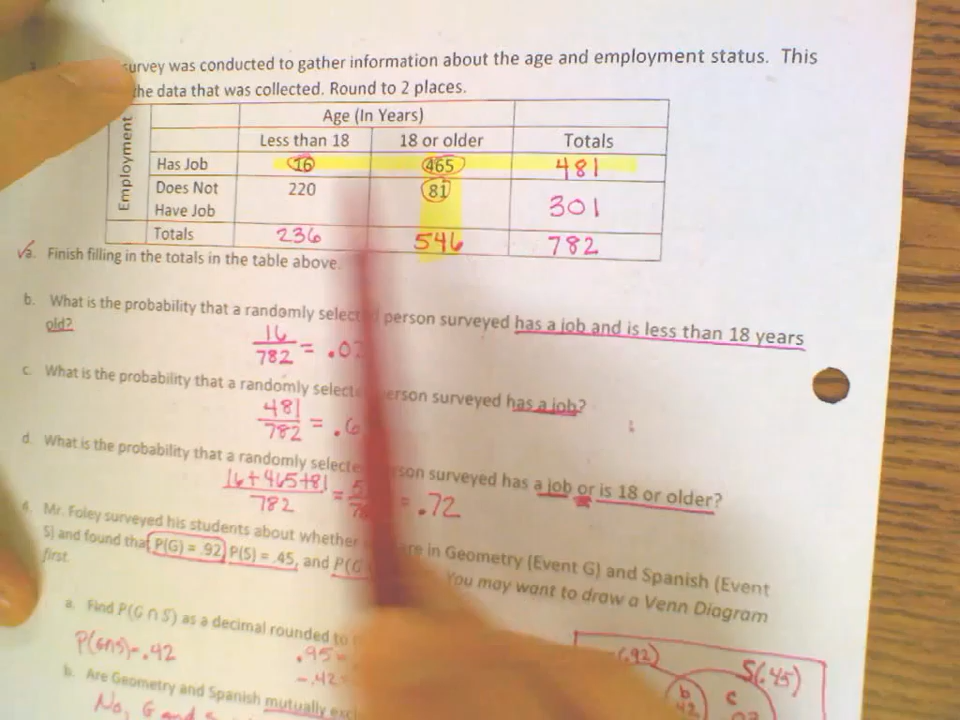 survey was conducted to gather information about the age and employment status. This
the data that was collected. Round to 2 places.
Employment
Age (In Years)
Less than 18 18 or older Totals
Has Job 16 465 481
Does Not Have Job 220 81 301
Totals 236 546 782
a. Finish filling in the totals in the table above.
b. What is the probability that a randomly select person surveyed has a job and is less than 18 years
old?
16/782 = .0
c. What is the probability that a randomly select person surveyed has a job?
481/782 = .6
d. What is the probability that a randomly selecte person surveyed has a job or is 18 or older?
16+465+81/782 = = .72
4. Mr. Foley surveyed his students about whether are in Geometry (Event G) and Spanish (Event
S) and found that P(G) = .92, P(S) = .45, and P(G You may want to draw a Venn Diagram
first.
a. Find P(G ∩ S) as a decimal rounded to
P(G∩S)=.42 .95
-.42
(.92) S(.45)
b. Are Geometry and Spanish mutually exc
No, G and S
b c
.42 .03